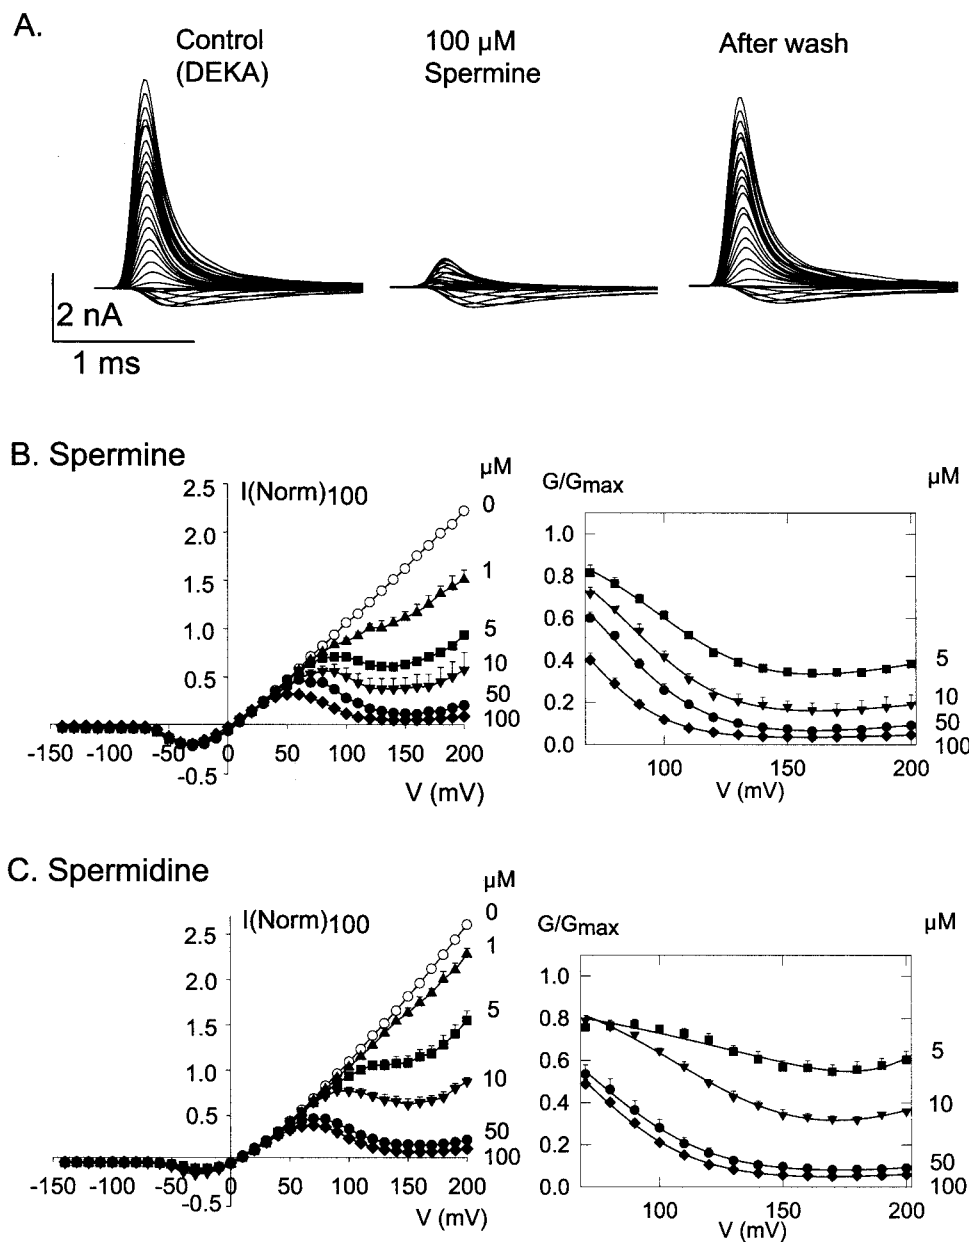 A.
Control
(DEKA)
100 µM
Spermine
After wash
2 nA
1 ms
B. Spermine
I(Norm)100
µM
2.5
2.0
1.5
1.0
0.5
-0.5
-150 -100 -50 0 50 100 150 200
V (mV)
0
1
5
10
50
100
G/Gmax
µM
1.0
0.8
0.6
0.4
0.2
0.0
100 150 200
V (mV)
5
10
50
100
C. Spermidine
I(Norm)100
µM
2.5
2.0
1.5
1.0
0.5
-0.5
-150 -100 -50 0 50 100 150 200
V (mV)
0
1
5
10
50
100
G/Gmax
µM
1.0
0.8
0.6
0.4
0.2
0.0
100 150 200
V (mV)
5
10
50
100